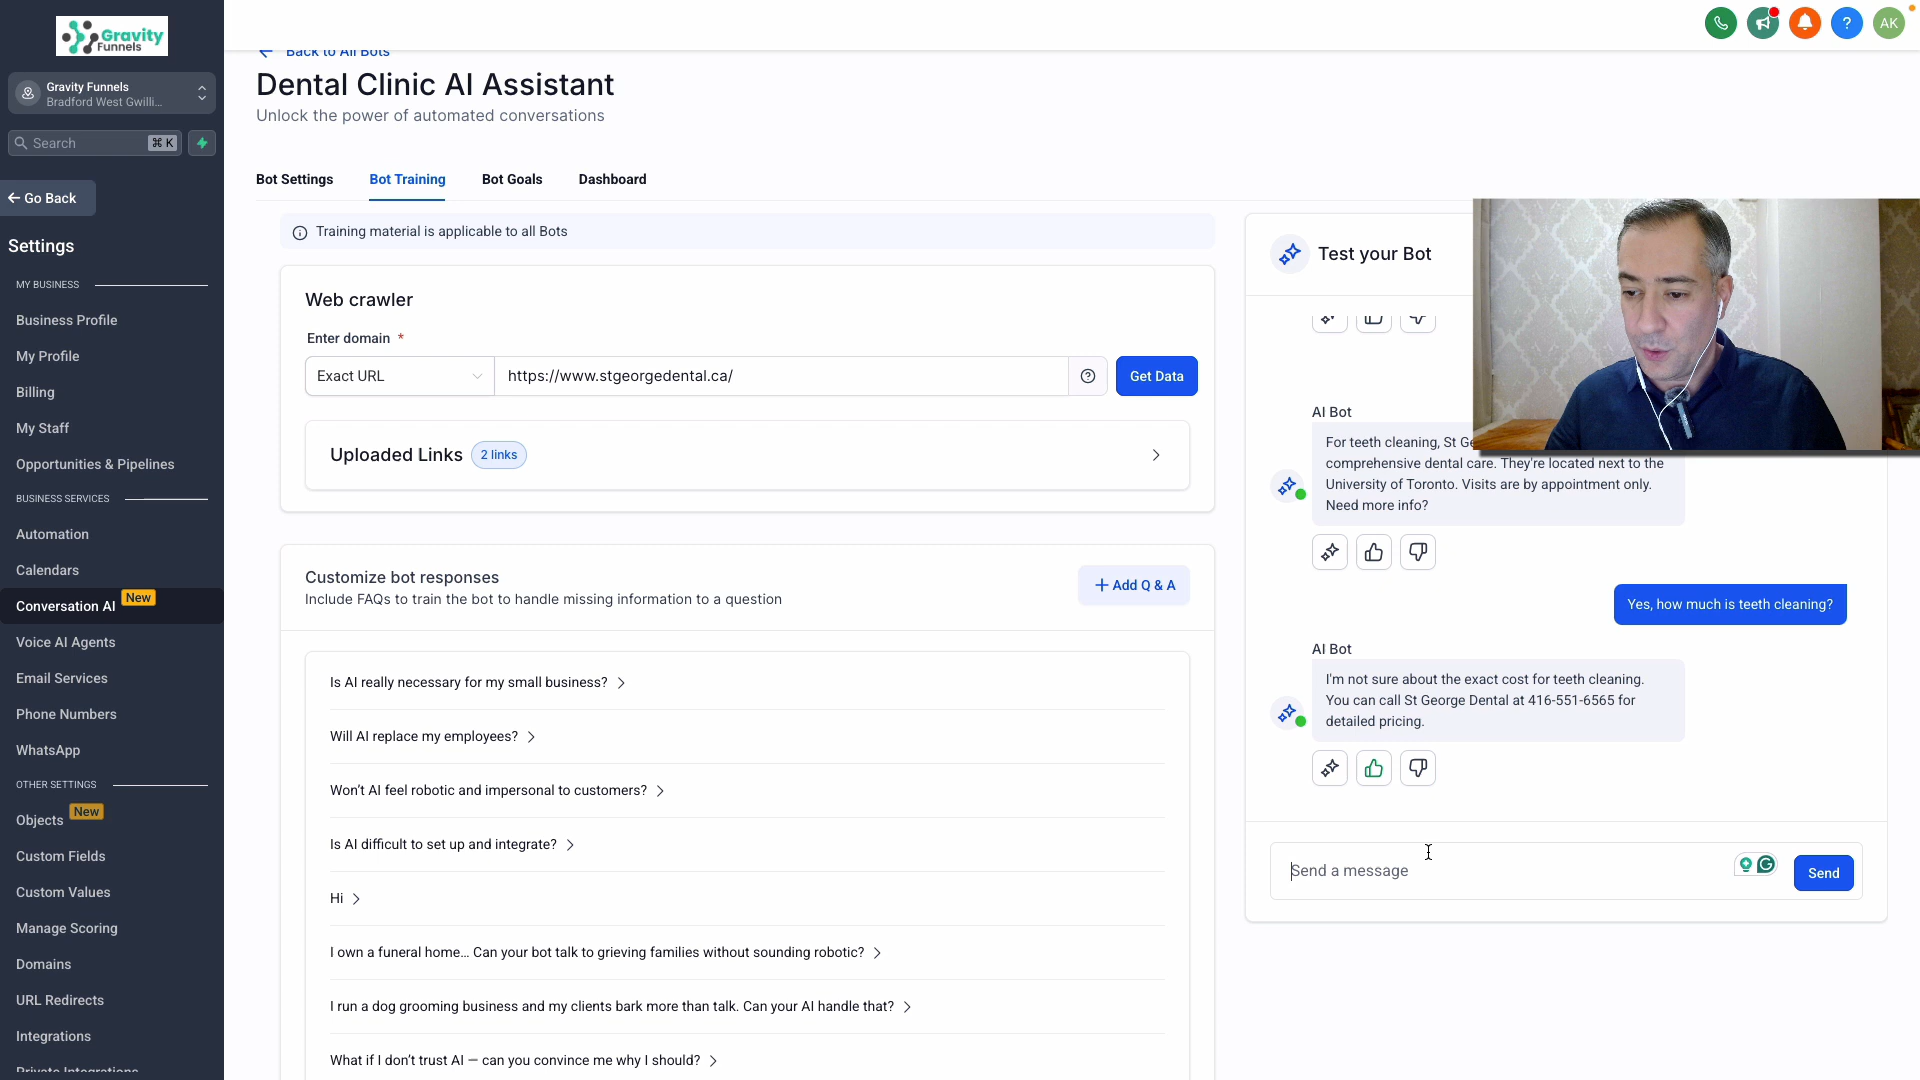 Gravity
Funnels
Gravity Funnels
Bradford West Gwilli...
Search
⌘ K
Go Back
Settings
MY BUSINESS
Business Profile
My Profile
Billing
My Staff
Opportunities & Pipelines
BUSINESS SERVICES
Automation
Calendars
Conversation AI
New
Voice AI Agents
Email Services
Phone Numbers
WhatsApp
OTHER SETTINGS
Objects
New
Custom Fields
Custom Values
Manage Scoring
Domains
URL Redirects
Integrations
Private Integrations
?
AK
Back to All Bots
Dental Clinic AI Assistant
Unlock the power of automated conversations
Bot Settings
Bot Training
Bot Goals
Dashboard
Training material is applicable to all Bots
Web crawler
Enter domain *
Exact URL
https://www.stgeorgedental.ca/
Get Data
Uploaded Links
2 links
Customize bot responses
Include FAQs to train the bot to handle missing information to a question
+ Add Q & A
Is AI really necessary for my small business?
Will AI replace my employees?
Won’t AI feel robotic and impersonal to customers?
Is AI difficult to set up and integrate?
Hi
I own a funeral home… Can your bot talk to grieving families without sounding robotic?
I run a dog grooming business and my clients bark more than talk. Can your AI handle that?
What if I don’t trust AI — can you convince me why I should?
Test your Bot
AI Bot
For teeth cleaning, St
comprehensive dental care. They're located next to the
University of Toronto. Visits are by appointment only.
Need more info?
Yes, how much is teeth cleaning?
AI Bot
I'm not sure about the exact cost for teeth cleaning.
You can call St George Dental at 416-551-6565 for
detailed pricing.
Send a message
Send